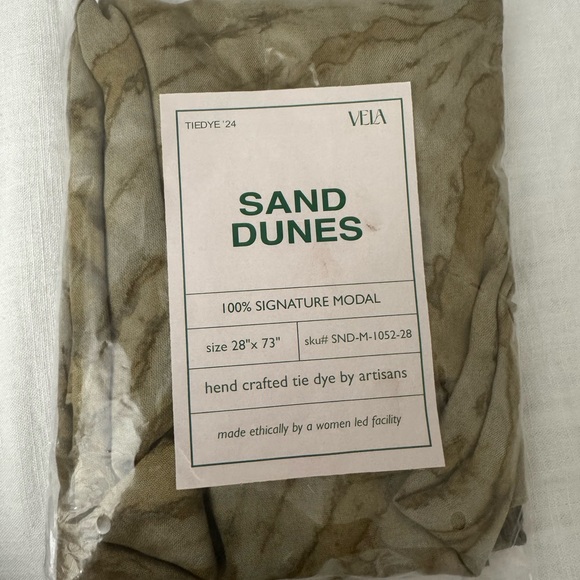 TIEDYE '24
VELA
SAND
DUNES
100% SIGNATURE MODAL
size 28"x 73"
sku# SND-M-1052-28
hend crafted tie dye by artisans
made ethically by a women led facility